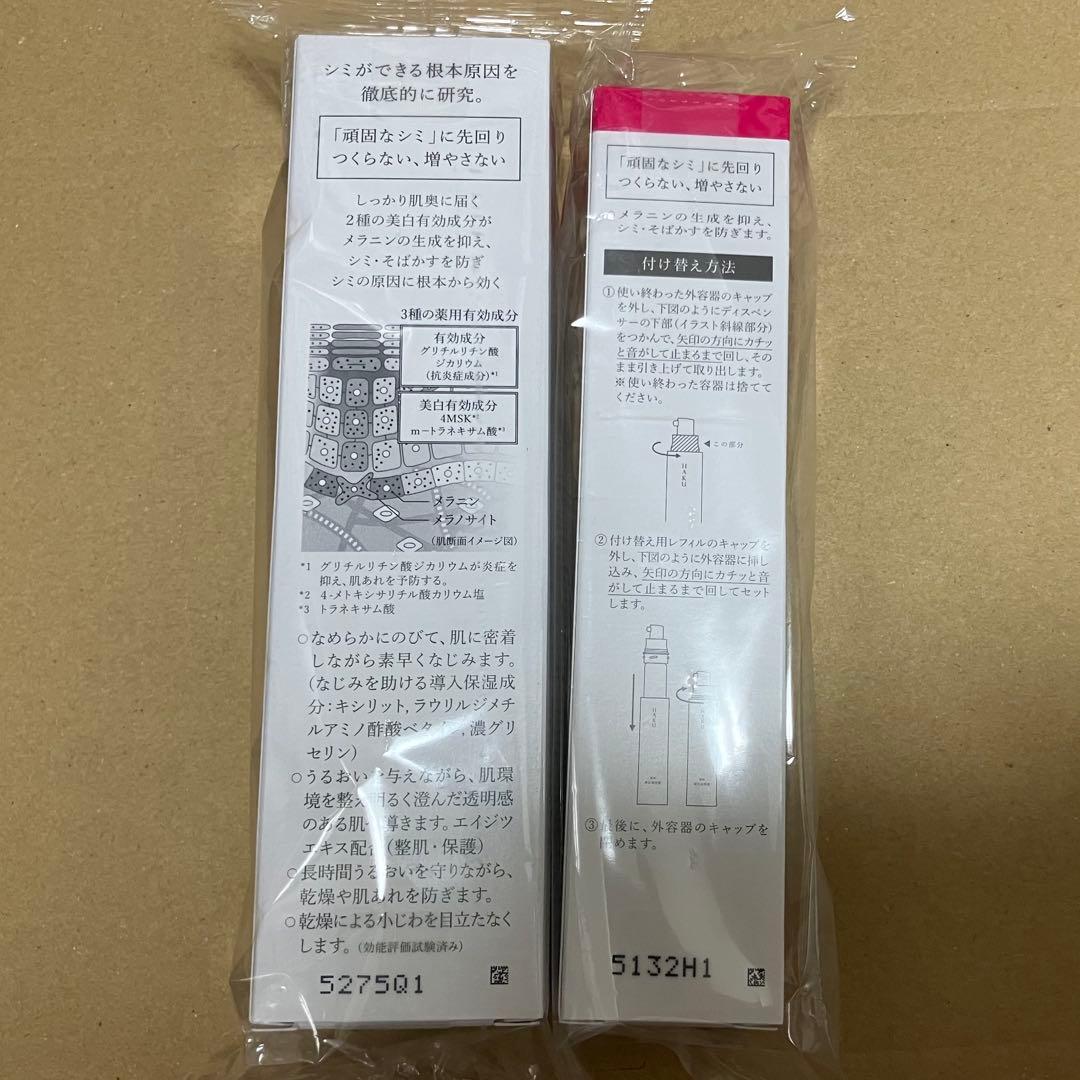 シミができる根本原因を
徹底的に研究。
「頑固なシミ」に先回り
つくらない、増やさない
しっかり肌奥に届く
2種の美白有効成分が
メラニンの生成を抑え、
シミ・そばかすを防ぎ
シミの原因に根本から効く
3種の薬用有効成分
有効成分
グリチルリチン酸
ジカリウム
(抗炎症成分)*1
美白有効成分
4MSK*2
m−トラネキサム酸*3
メラニン
メラノサイト
(肌断面イメージ図)
*1 グリチルリチン酸ジカリウムが炎症を
抑え、肌あれを予防する。
*2 4-メトキシサリチル酸カリウム塩
*3 トラネキサム酸
○なめらかにのびて、肌に密着
しながら素早くなじみます。
(なじみを助ける導入保湿成
分:キシリット,ラウリルジメチ
ルアミノ酢酸ベタ ,濃グリ
セリン)
○うるおいを与えながら、肌環
境を整え明るく澄んだ透明感
のある肌 導きます。エイジツ
エキス配合(整肌・保護)
○長時間うるおいを守りながら、
乾燥や肌あれを防ぎます。
○乾燥による小じわを目立たなく
します。(効能評価試験済み)
5275Q1
「頑固なシミ」に先回り
つくらない、増やさない
メラニンの生成を抑え、
シミ・そばかすを防ぎます。
付け替え方法
①使い終わった外容器のキャップ
を外し、下図のようにディスペン
サーの下部(イラスト斜線部分)
をつかんで、矢印の方向にカチッ
と音がして止まるまで回し、その
まま引き上げて取り出します。
※使い終わった容器は捨てて
ください。
この部分
HAKU
②付け替え用レフィルのキャップを
外し、下図のように外容器に挿し
込み、矢印の方向にカチッと音
がして止まるまで回してセット
します。
HAKU
③最後に、外容器のキャップを
閉めます。
5132H1